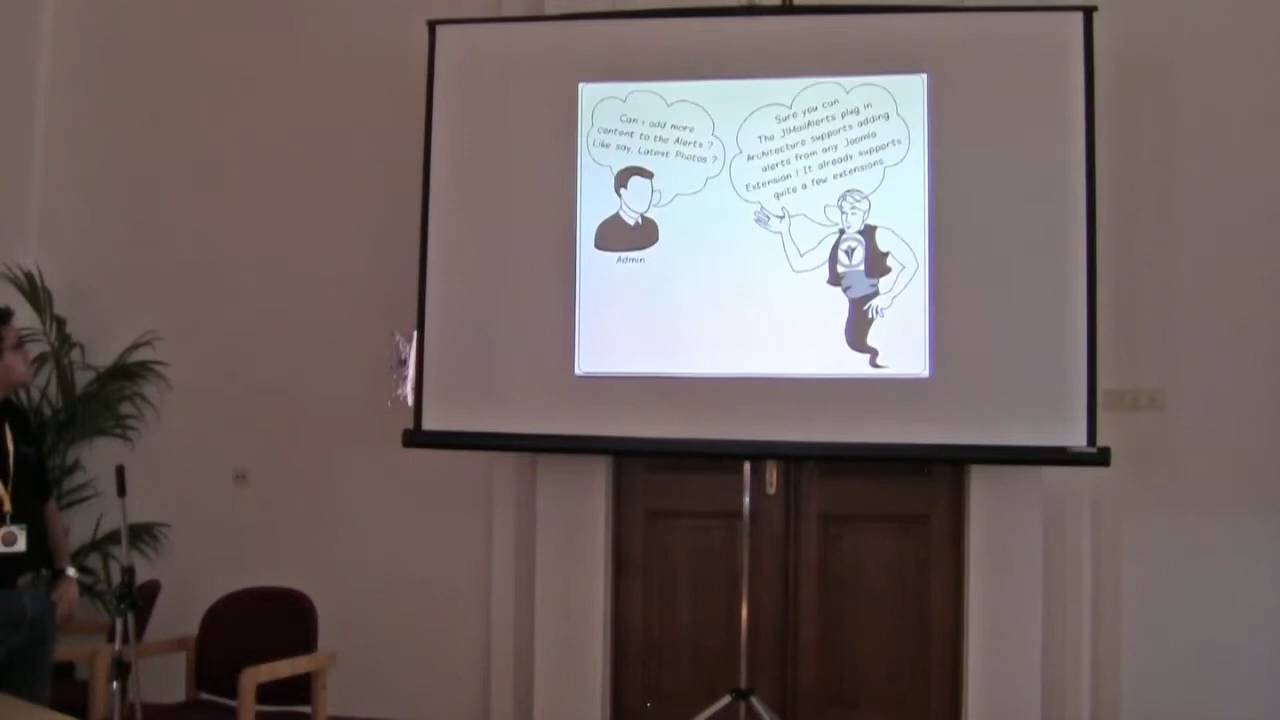 Can i add more
content to the Alerts ?
Like say, Latest Photos ?
Admin
Sure you can
The J!MailAlerts plug in
Architecture supports adding
alerts from any Joomla
Extension ! It already supports
quite a few extensions